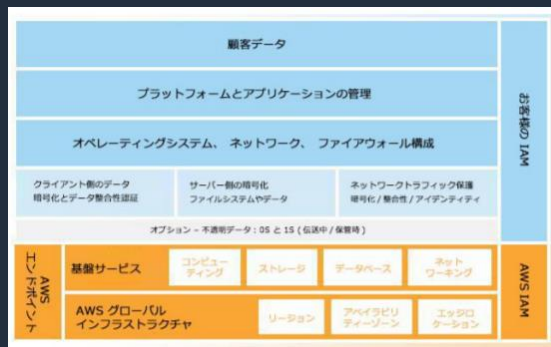 顧客データ
プラットフォームとアプリケーションの管理
オペレーティングシステム、ネットワーク、ファイアウォール構成
クライアント側のデータ
暗号化とデータ整合性認証
サーバー側の暗号化
ファイルシステムやデータ
ネットワークトラフィック保護
暗号化 / 整合性 / アイデンティティ
オプション – 不透明データ : 0S と 1S ( 伝送中 / 保管時 )
お客様の IAM
AWS
エンドポイント
基盤サービス
コンピュー
ティング
ストレージ
データベース
ネット
ワーキング
AWS グローバル
インフラストラクチャ
リージョン
アベイラビリ
ティーゾーン
エッジロ
ケーション
AWS IAM